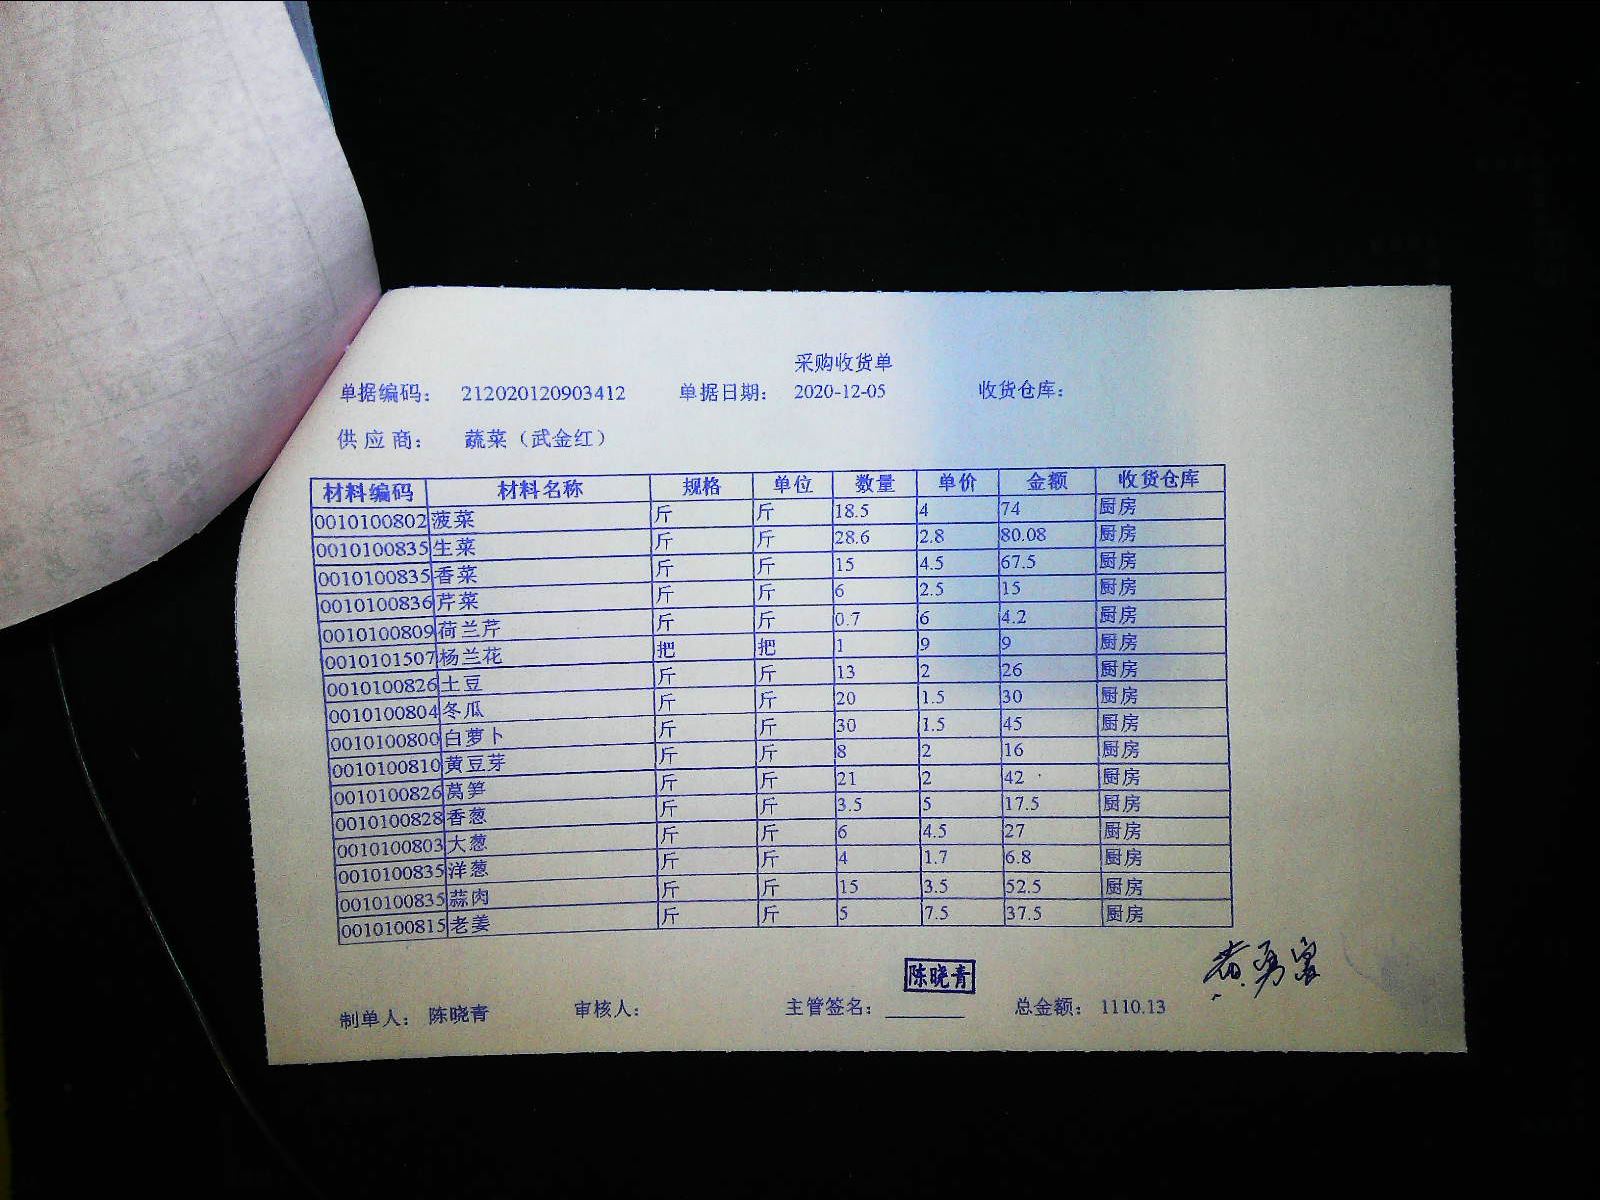 采购收货单
单据编码： 212020120903412 单据日期： 2020-12-05 收货仓库：
供应商： 蔬菜（武金红）
材料编码 材料名称 规格 单位 数量 单价 金额 收货仓库
0010100802 菠菜 斤 斤 18.5 4 74 厨房
0010100835 生菜 斤 斤 28.6 2.8 80.08 厨房
0010100835 香菜 斤 斤 15 4.5 67.5 厨房
0010100836 芹菜 斤 斤 6 2.5 15 厨房
0010100809 荷兰芹 斤 斤 0.7 6 4.2 厨房
0010101507 杨兰花 把 把 1 9 9 厨房
0010100826 土豆 斤 斤 13 2 26 厨房
0010100804 冬瓜 斤 斤 20 1.5 30 厨房
0010100800 白萝卜 斤 斤 30 1.5 45 厨房
0010100810 黄豆芽 斤 斤 8 2 16 厨房
0010100826 莴笋 斤 斤 21 2 42 厨房
0010100828 香葱 斤 斤 3.5 5 17.5 厨房
0010100803 大葱 斤 斤 6 4.5 27 厨房
0010100835 洋葱 斤 斤 4 1.7 6.8 厨房
0010100835 蒜肉 斤 斤 15 3.5 52.5 厨房
0010100815 老姜 斤 斤 5 7.5 37.5 厨房
陈晓青
制单人： 陈晓青 审核人： 主管签名： 总金额： 1110.13